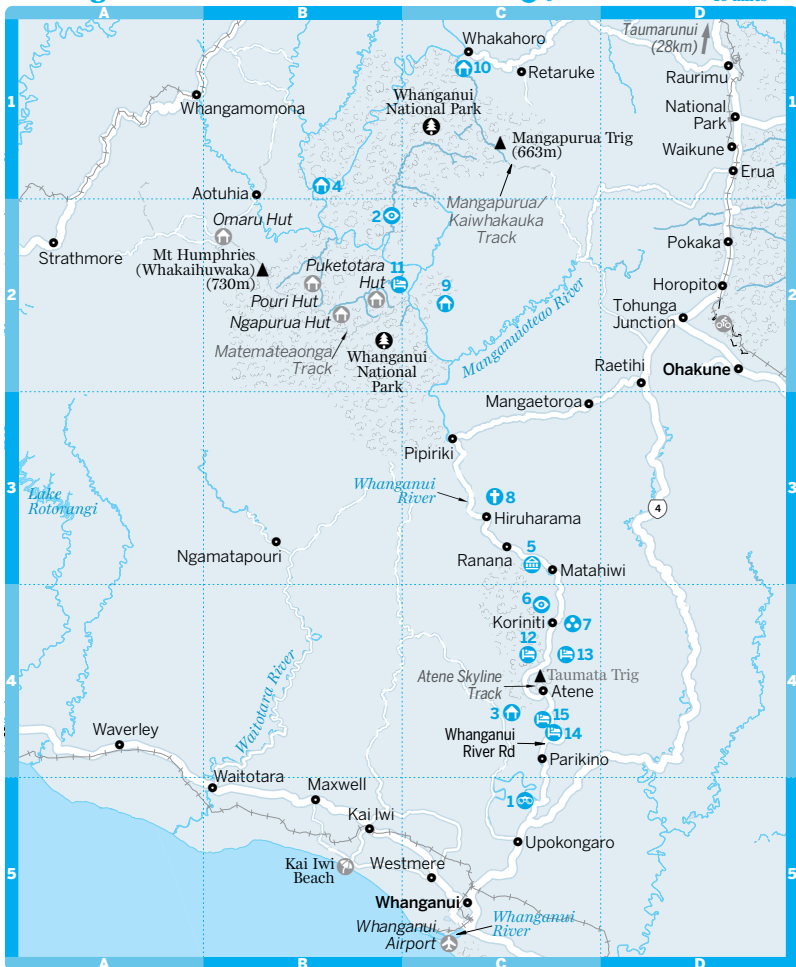 A
B
C
D
1
2
3
4
5
1
2
3
4
5
A
B
C
D
Whakahoro
10
Retaruke
Taumarunui
(28km)
Raurimu
National
Park
Waikune
Erua
Whangamomona
Whanganui
National Park
Mangapurua Trig
(663m)
Mangapurua/
Kaiwhakauka
Track
4
Aotuhia
Omaru Hut
2
Strathmore
Mt Humphries
(Whakaihuwaka)
(730m)
Puketotara
Hut
11
9
Pouri Hut
Ngapurua Hut
Matemateaonga/
Track
Whanganui
National
Park
Manganuioteao River
Pokaka
Horopito
Tohunga
Junction
Raetihi
Ohakune
Mangaetoroa
Pipiriki
Whanganui
River
8
Hiruharama
Lake
Rotorangi
4
Ngamatapouri
Ranana
5
Matahiwi
6
Koriniti
7
12
13
Atene Skyline
Track
Taumata Trig
Atene
3
15
14
Whanganui
River Rd
Parikino
Waitotara River
Waverley
Waitotara
Maxwell
Kai Iwi
1
Upokongaro
Kai Iwi
Beach
Westmere
Whanganui
Whanganui
Airport
Whanganui
River